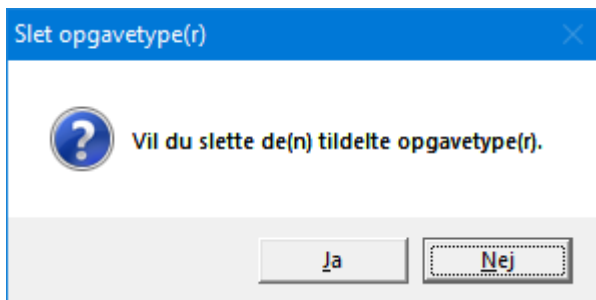 Slet opgavetype(r)
Vil du slette de(n) tildelte opgavetype(r).
Ja
Nej